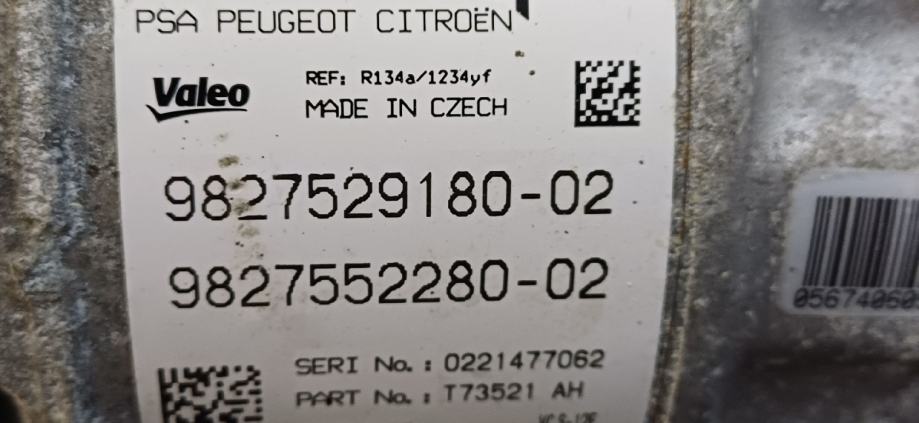 PSA PEUGEOT CITROËN
Valeo
REF: R134a/1234yf
MADE IN CZECH
9827529180-02
9827552280-02
05674060
SERI No.: 0221477062
PART No.: T73521 AH